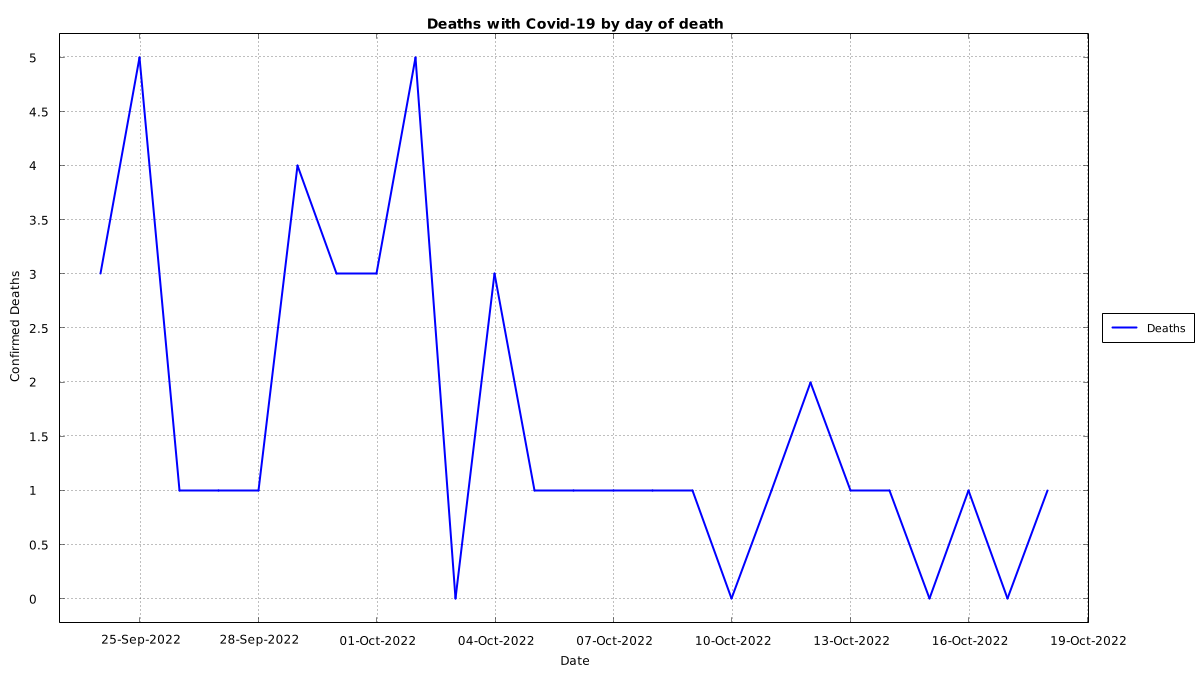 Deaths with Covid-19 by day of death
5
4.5
4
3.5
3
2.5
2
1.5
1
0.5
0
Confirmed Deaths
Deaths
25-Sep-2022 28-Sep-2022 01-Oct-2022 04-Oct-2022 07-Oct-2022 10-Oct-2022 13-Oct-2022 16-Oct-2022 19-Oct-2022
Date